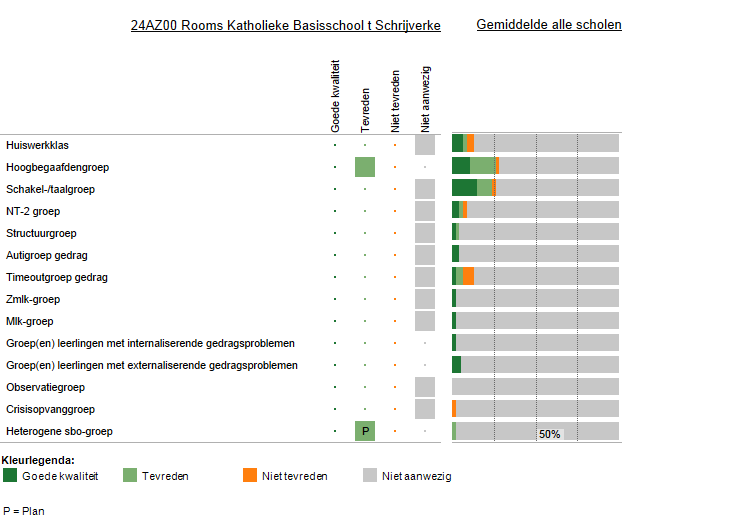 24AZ00 Rooms Katholieke Basisschool t Schrijverke Gemiddelde alle scholen
Goede kwaliteit
Tevreden
Niet tevreden
Niet aanwezig
Huiswerkklas
Hoogbegaafdengroep
Schakel-/taalgroep
NT-2 groep
Structuurgroep
Autigroep gedrag
Timeoutgroep gedrag
Zmlk-groep
Mlk-groep
Groep(en) leerlingen met internaliserende gedragsproblemen
Groep(en) leerlingen met externaliserende gedragsproblemen
Observatiegroep
Crisisopvanggroep
Heterogene sbo-groep P 50%
Kleurlegenda:
Goede kwaliteit Tevreden Niet tevreden Niet aanwezig
P = Plan